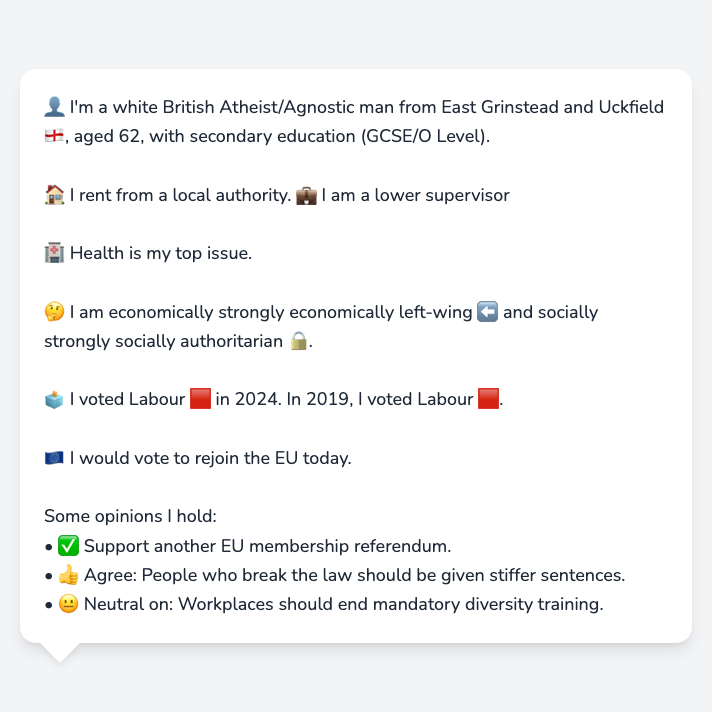 👤 I'm a white British Atheist/Agnostic man from East Grinstead and Uckfield
🏴󠁧󠁢󠁥󠁮󠁧󠁿, aged 62, with secondary education (GCSE/O Level).
🏠 I rent from a local authority. 💼 I am a lower supervisor
🏥 Health is my top issue.
🤔 I am economically strongly economically left-wing ⬅️ and socially
strongly socially authoritarian 🔒.
🗳️ I voted Labour 🟥 in 2024. In 2019, I voted Labour 🟥.
🇪🇺 I would vote to rejoin the EU today.
Some opinions I hold:
• ✅ Support another EU membership referendum.
• 👍 Agree: People who break the law should be given stiffer sentences.
• 😐 Neutral on: Workplaces should end mandatory diversity training.